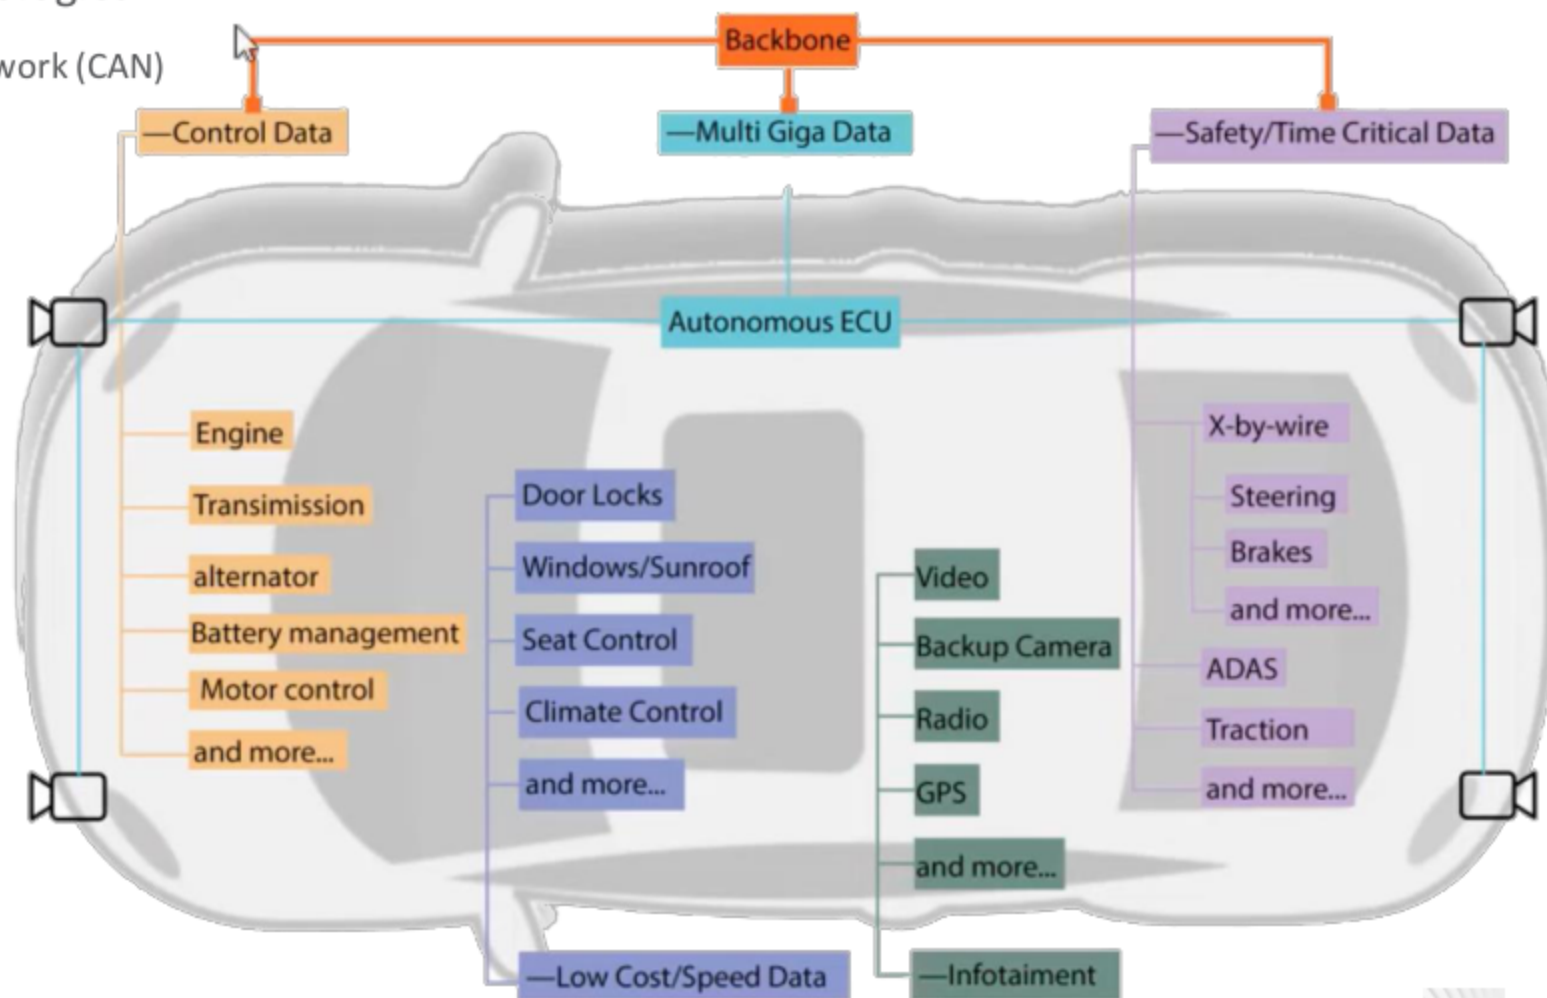 Backbone
work (CAN)
—Control Data
—Multi Giga Data
—Safety/Time Critical Data
Autonomous ECU
Engine
Transimission
alternator
Battery management
Motor control
and more...
Door Locks
Windows/Sunroof
Seat Control
Climate Control
and more...
—Low Cost/Speed Data
Video
Backup Camera
Radio
GPS
and more...
—Infotaiment
X-by-wire
Steering
Brakes
and more...
ADAS
Traction
and more...